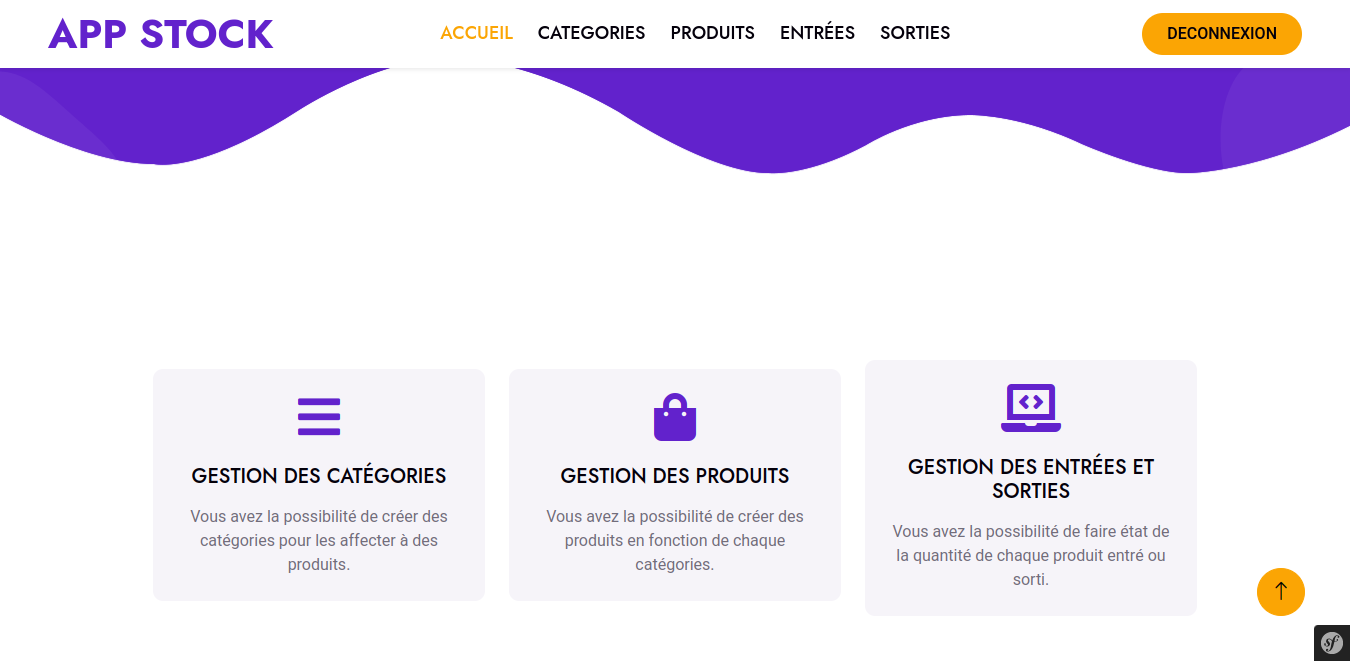 APP STOCK
ACCUEIL
CATEGORIES
PRODUITS
ENTRÉES
SORTIES
DECONNEXION
GESTION DES CATÉGORIES
Vous avez la possibilité de créer des
catégories pour les affecter à des
produits.
GESTION DES PRODUITS
Vous avez la possibilité de créer des
produits en fonction de chaque
catégories.
GESTION DES ENTRÉES ET
SORTIES
Vous avez la possibilité de faire état de
la quantité de chaque produit entré ou
sorti.
sf